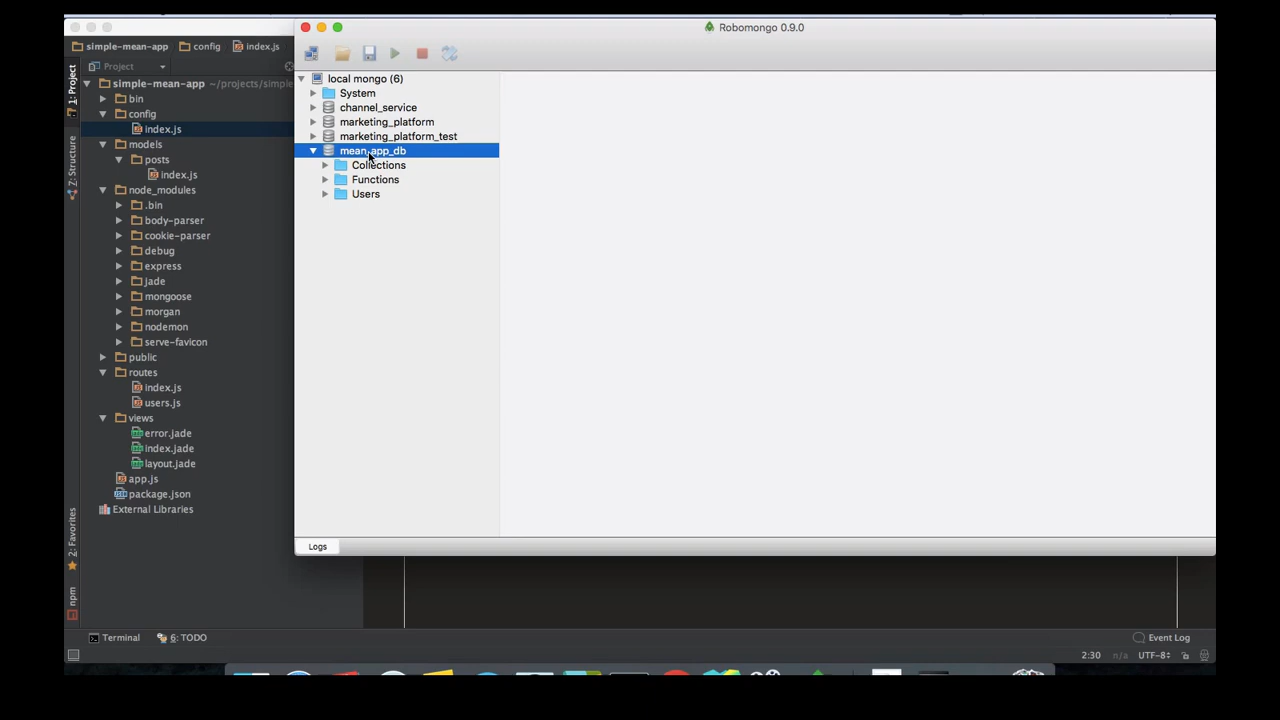 Robomongo 0.9.0
simple-mean-app
config
index.js
Project
simple-mean-app ~/projects/simple
bin
config
index.js
models
posts
index.js
node_modules
.bin
body-parser
cookie-parser
debug
express
jade
mongoose
morgan
nodemon
serve-favicon
public
routes
index.js
users.js
views
error.jade
index.jade
layout.jade
app.js
package.json
External Libraries
1: Project
7: Structure
2: Favorites
npm
local mongo (6)
System
channel_service
marketing_platform
marketing_platform_test
mean_app_db
Collections
Functions
Users
Logs
Terminal
6: TODO
Event Log
2:30
n/a
UTF-8